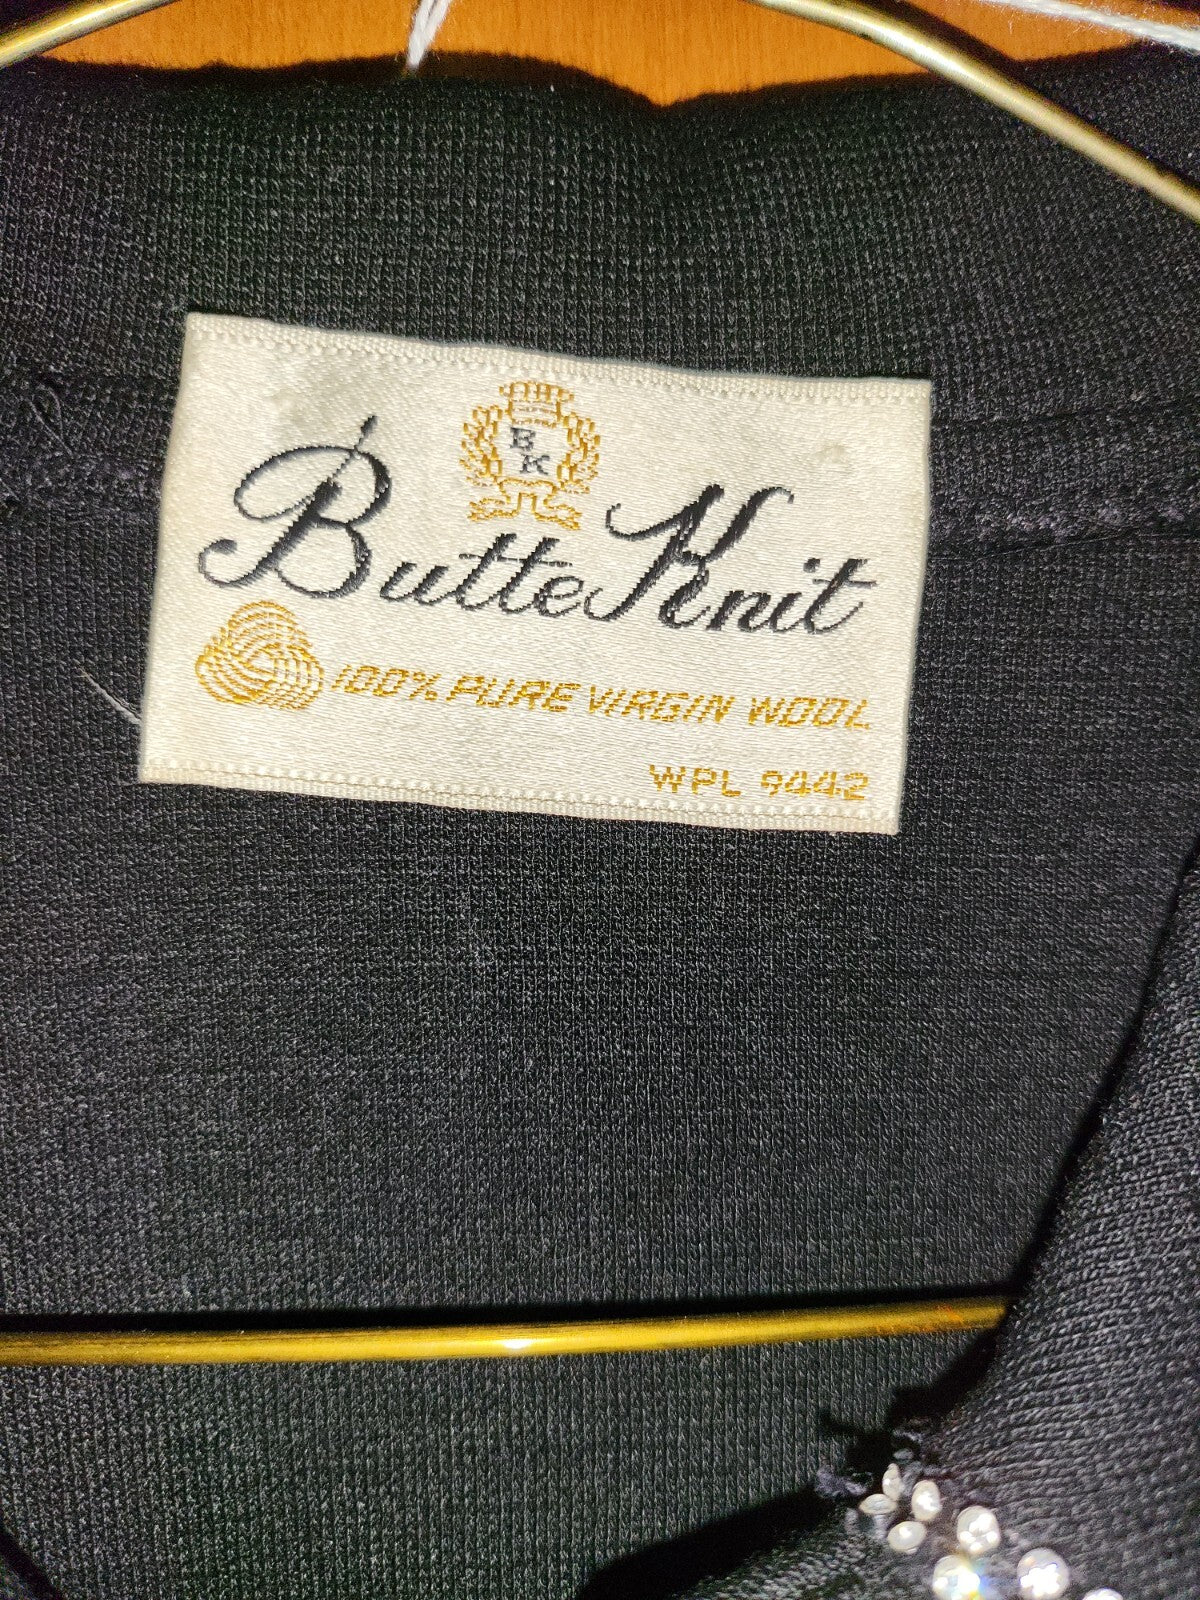 B
K
Butte Knit
100% PURE VIRGIN WOOL
WPL 9442